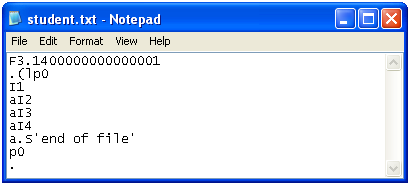 student.txt - Notepad
File Edit Format View Help
F3.1400000000000001
.(lp0
I1
aI2
aI3
aI4
a.S'end of file'
p0
.